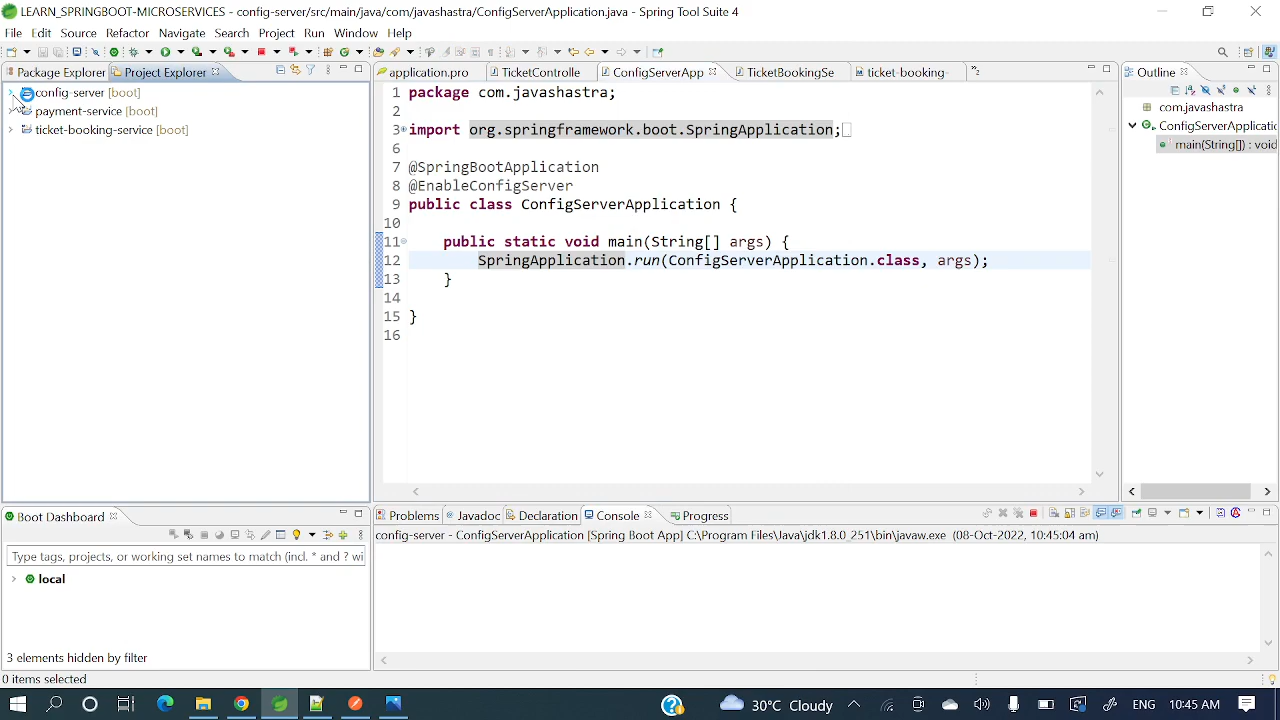 LEARN_SPRINGBOOT-MICROSERVICES - config-server/src/main/java/com/javashastra/ConfigServerApplication.java - Spring Tool Suite 4
File Edit Source Refactor Navigate Search Project Run Window Help
Package Explorer Project Explorer
config-server [boot]
payment-service [boot]
ticket-booking-service [boot]
application.pro TicketControlle ConfigServerApp TicketBookingSe ticket-booking- »2
1 package com.javashastra;
2
3 import org.springframework.boot.SpringApplication;
6
7 @SpringBootApplication
8 @EnableConfigServer
9 public class ConfigServerApplication {
10
11 public static void main(String[] args) {
12 SpringApplication.run(ConfigServerApplication.class, args);
13 }
14
15 }
16
Outline
com.javashastra
ConfigServerApplicatio
main(String[]) : void
Boot Dashboard
Type tags, projects, or working set names to match (incl. * and ? wi
local
3 elements hidden by filter
0 items selected
Problems Javadoc Declaration Console Progress
config-server - ConfigServerApplication [Spring Boot App] C:\Program Files\Java\jdk1.8.0_251\bin\javaw.exe (08-Oct-2022, 10:45:04 am)
30°C Cloudy
ENG
10:45 AM